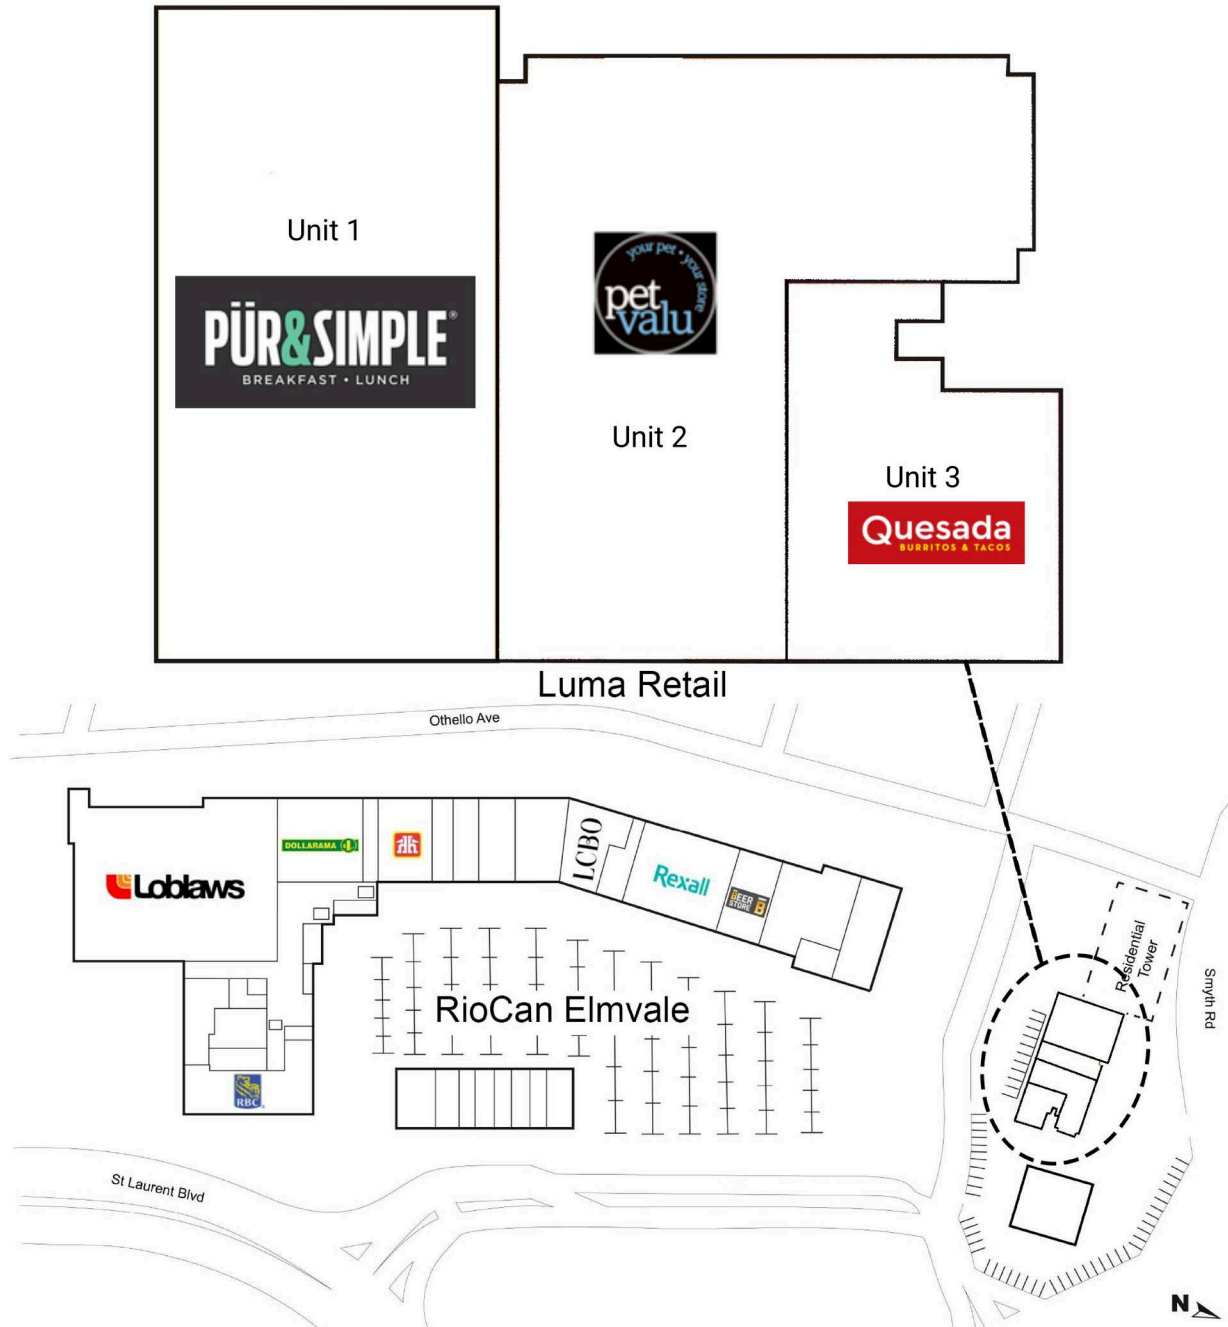 Unit 1
PÜR&SIMPLE®
BREAKFAST • LUNCH
your pet • your store
pet
valu
Unit 2
Unit 3
Quesada
BURRITOS & TACOS
Luma Retail
Othello Ave
DOLLARAMA
Loblaws
LCBO
Rexall
BEER
STORE B
Residential
Tower
Smyth Rd
RioCan Elmvale
RBC
St Laurent Blvd
N